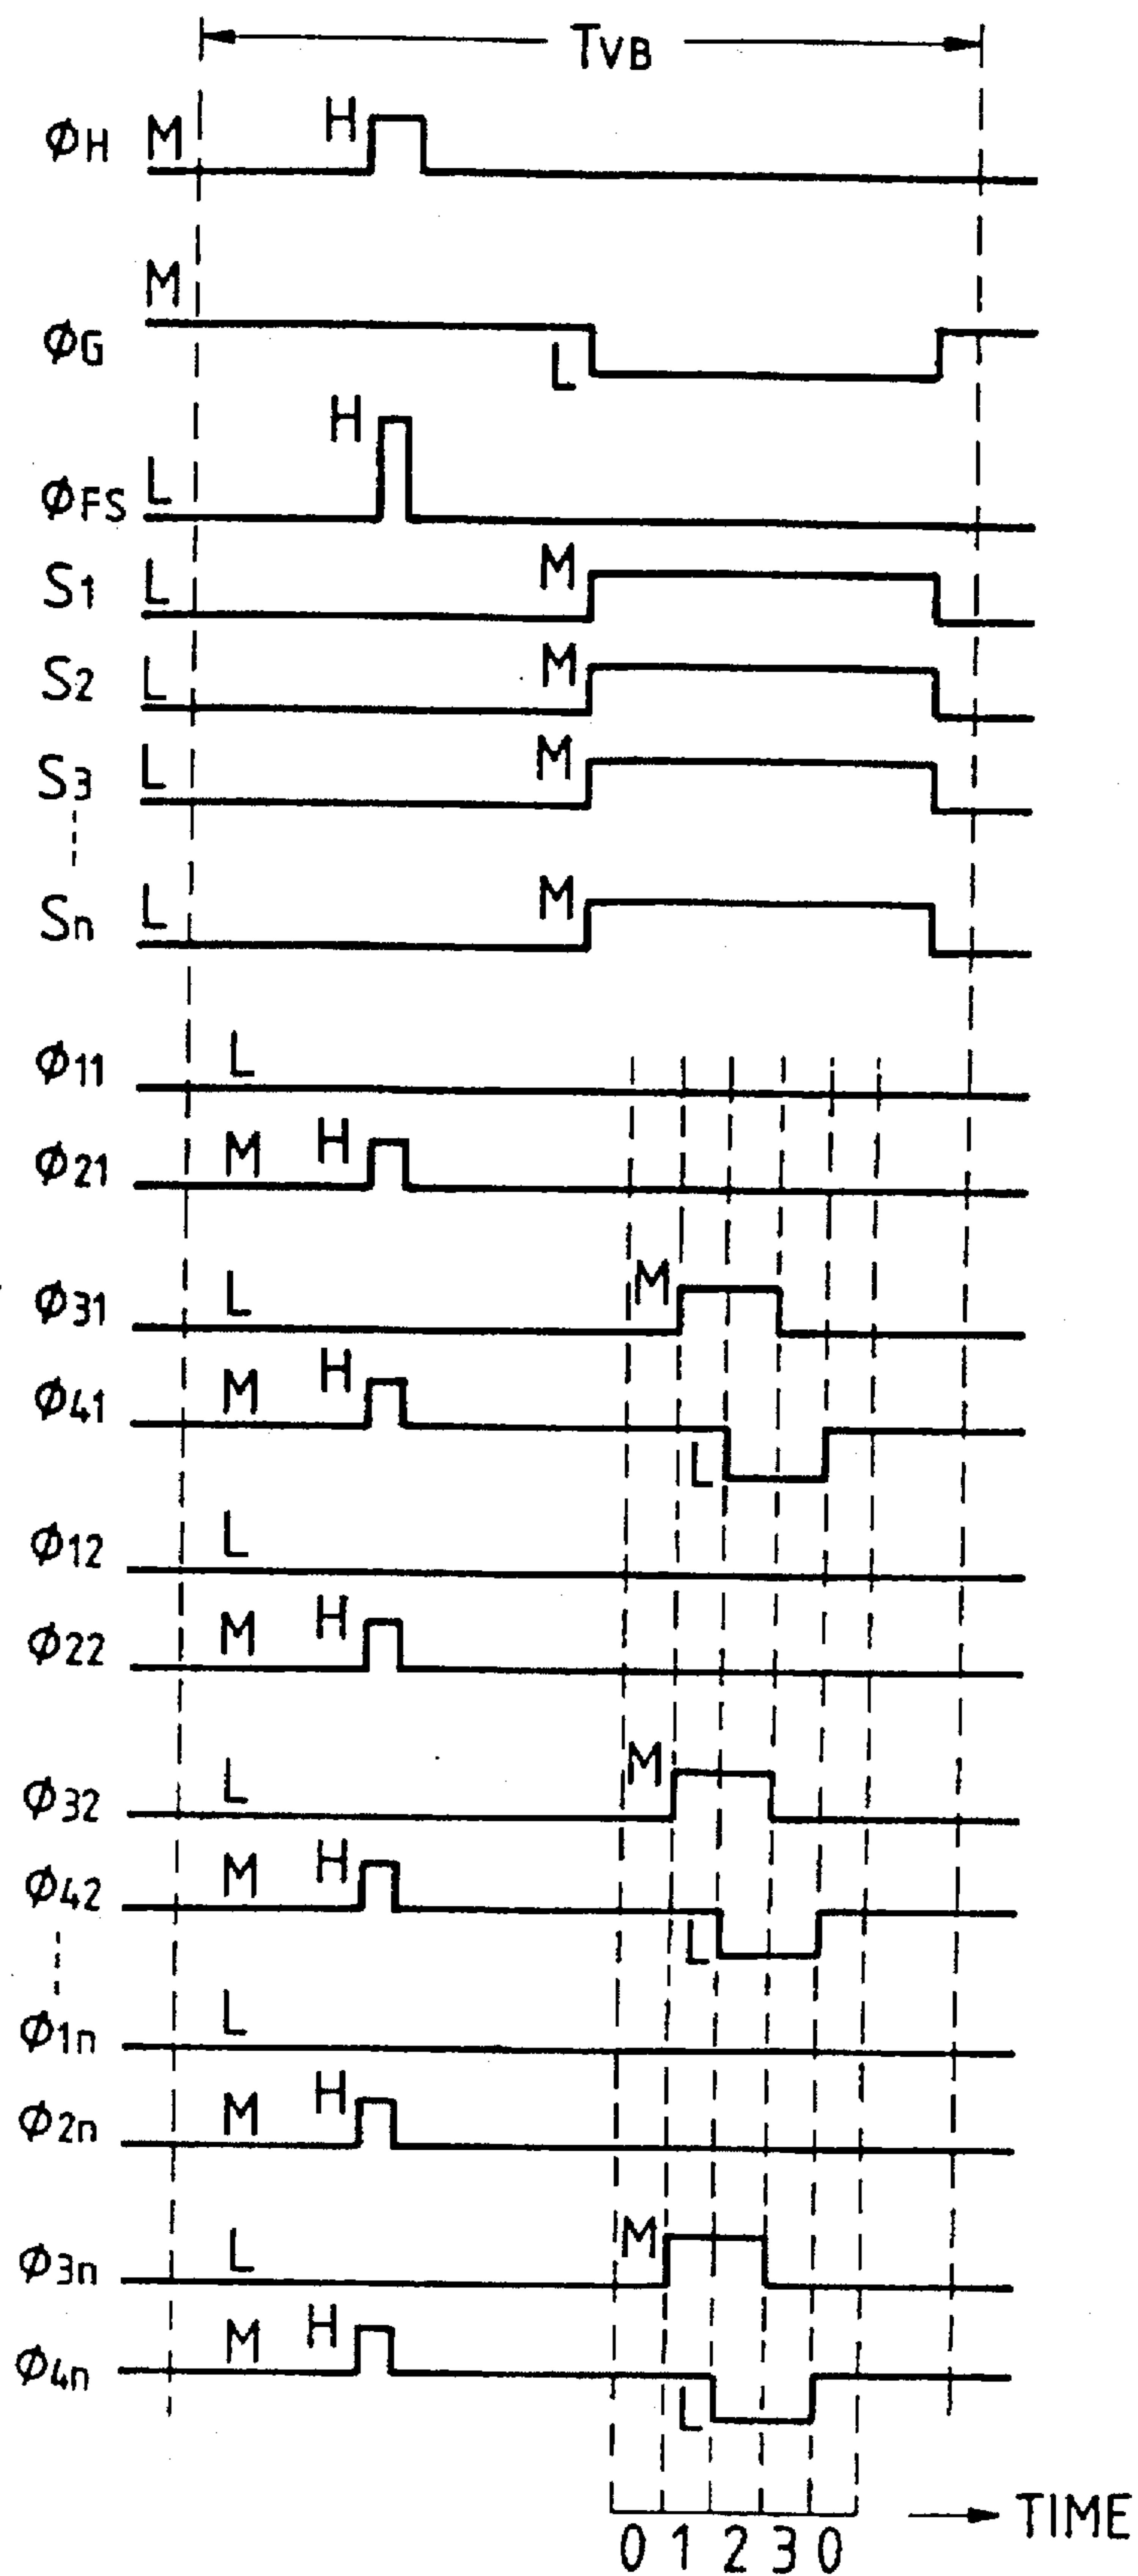 TVB
ϕH M H
M
ϕG L
H
ϕFS L
S1 L M
S2 L M
S3 L M
Sn L M
ϕ11 L
ϕ21 M H
ϕ31 L M
ϕ41 M H L
ϕ12 L
ϕ22 M H
ϕ32 L M
ϕ42 M H L
ϕ1n L
ϕ2n M H
ϕ3n L M
ϕ4n M H L
0 1 2 3 0 TIME